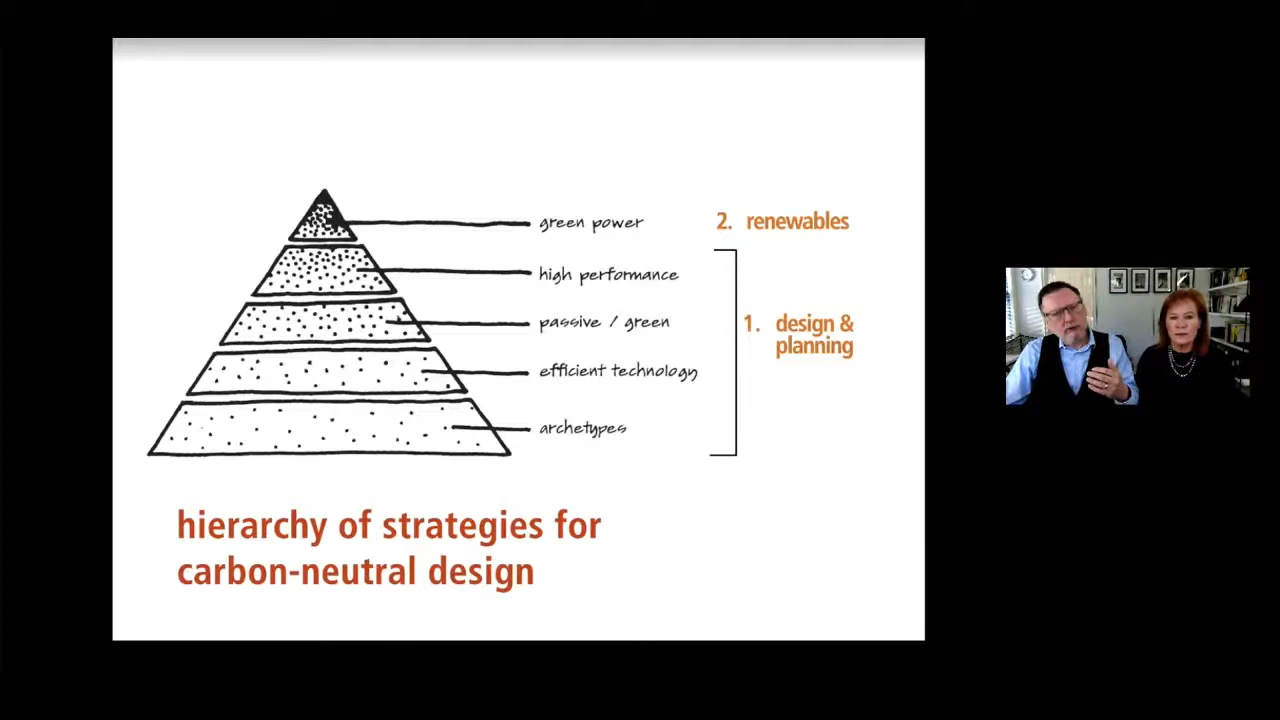 green power
2. renewables
high performance
passive / green
1. design &
planning
efficient technology
archetypes
hierarchy of strategies for
carbon-neutral design